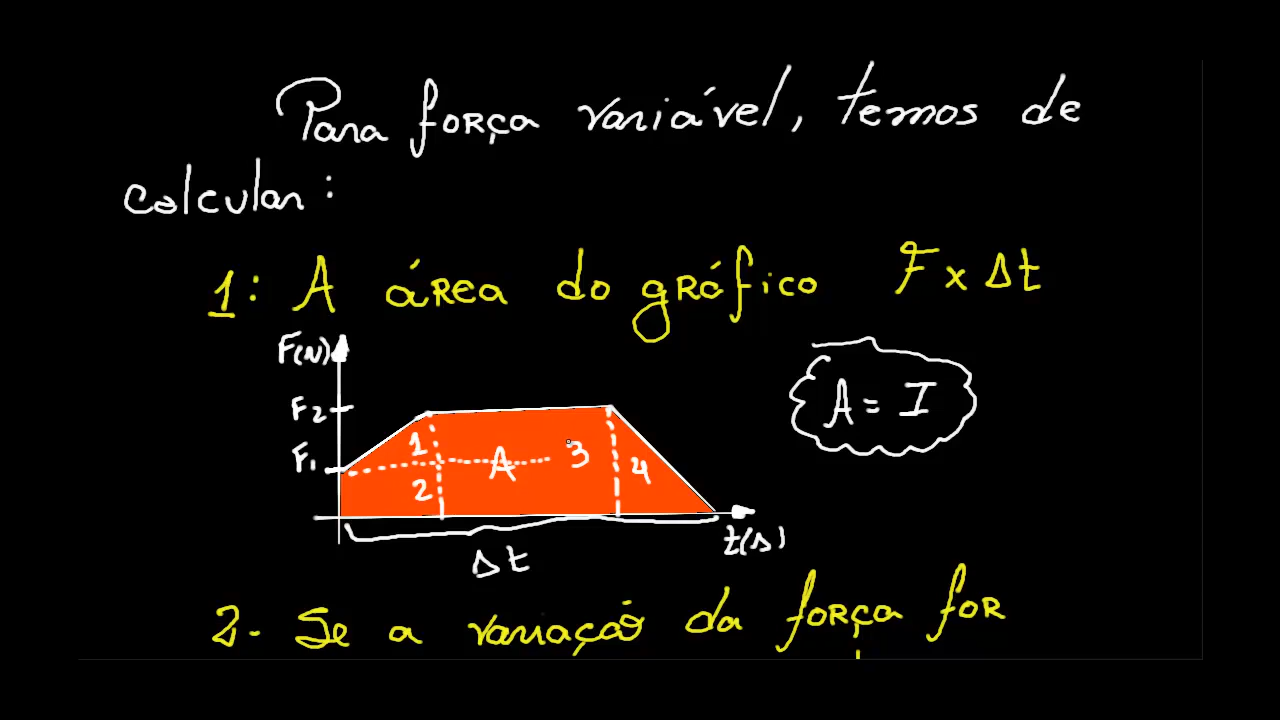 Para força variável, temos de
calcular:
1: A área do gráfico F x Δt
F(N)
F2
F1
1
2
A
3
4
A = I
t(s)
Δt
2- Se a variação da força for